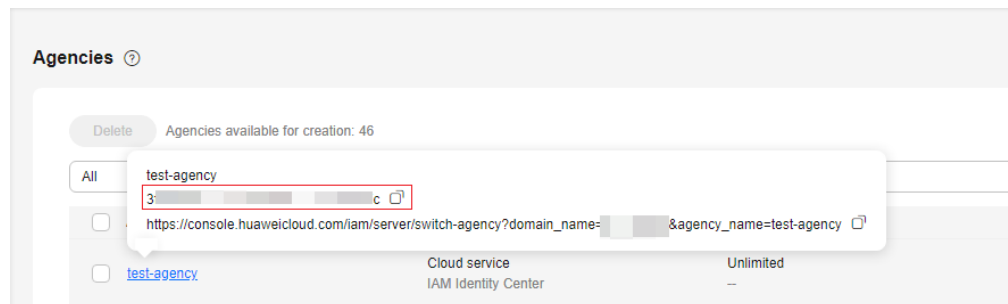 Agencies
Delete Agencies available for creation: 46
All
test-agency
https://console.huaweicloud.com/iam/server/switch-agency?domain_name= &agency_name=test-agency
test-agency Cloud service Unlimited
IAM Identity Center --